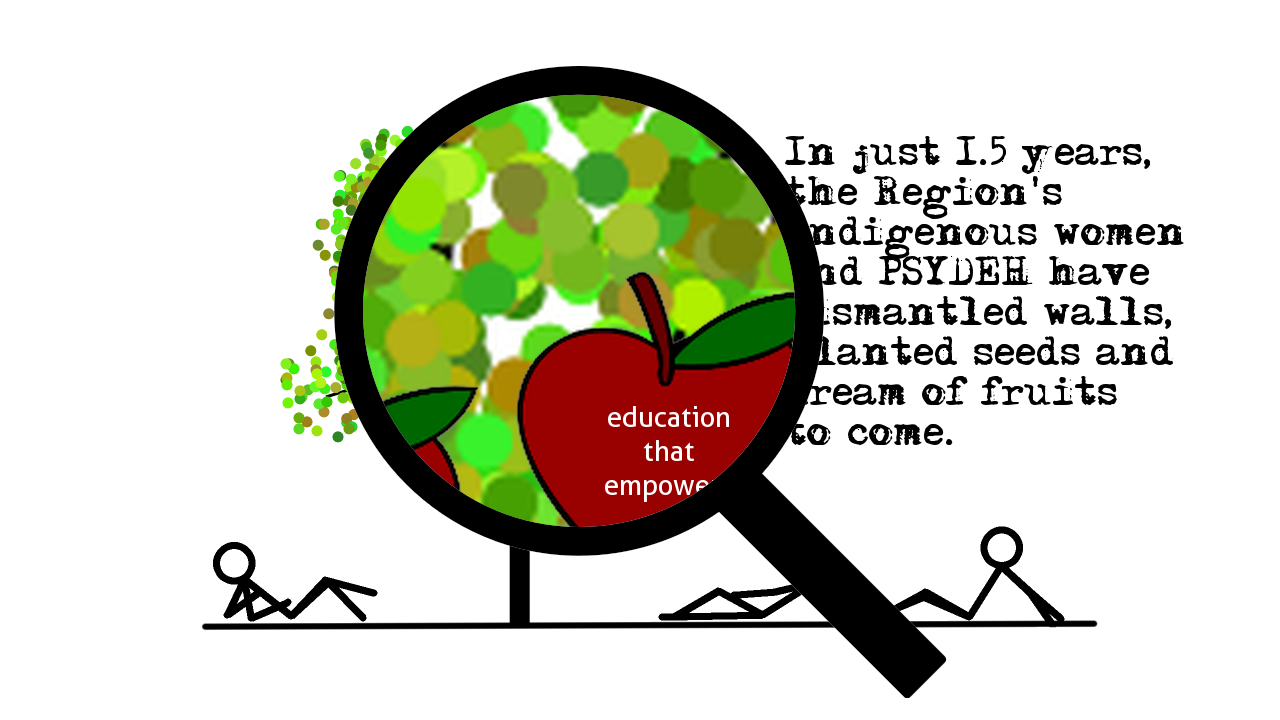 In just 1.5 years,
the Region's
ndigenous women
nd PSYDEH have
ismantled walls,
lanted seeds and
ream of fruits
to come.
education
that
empowe